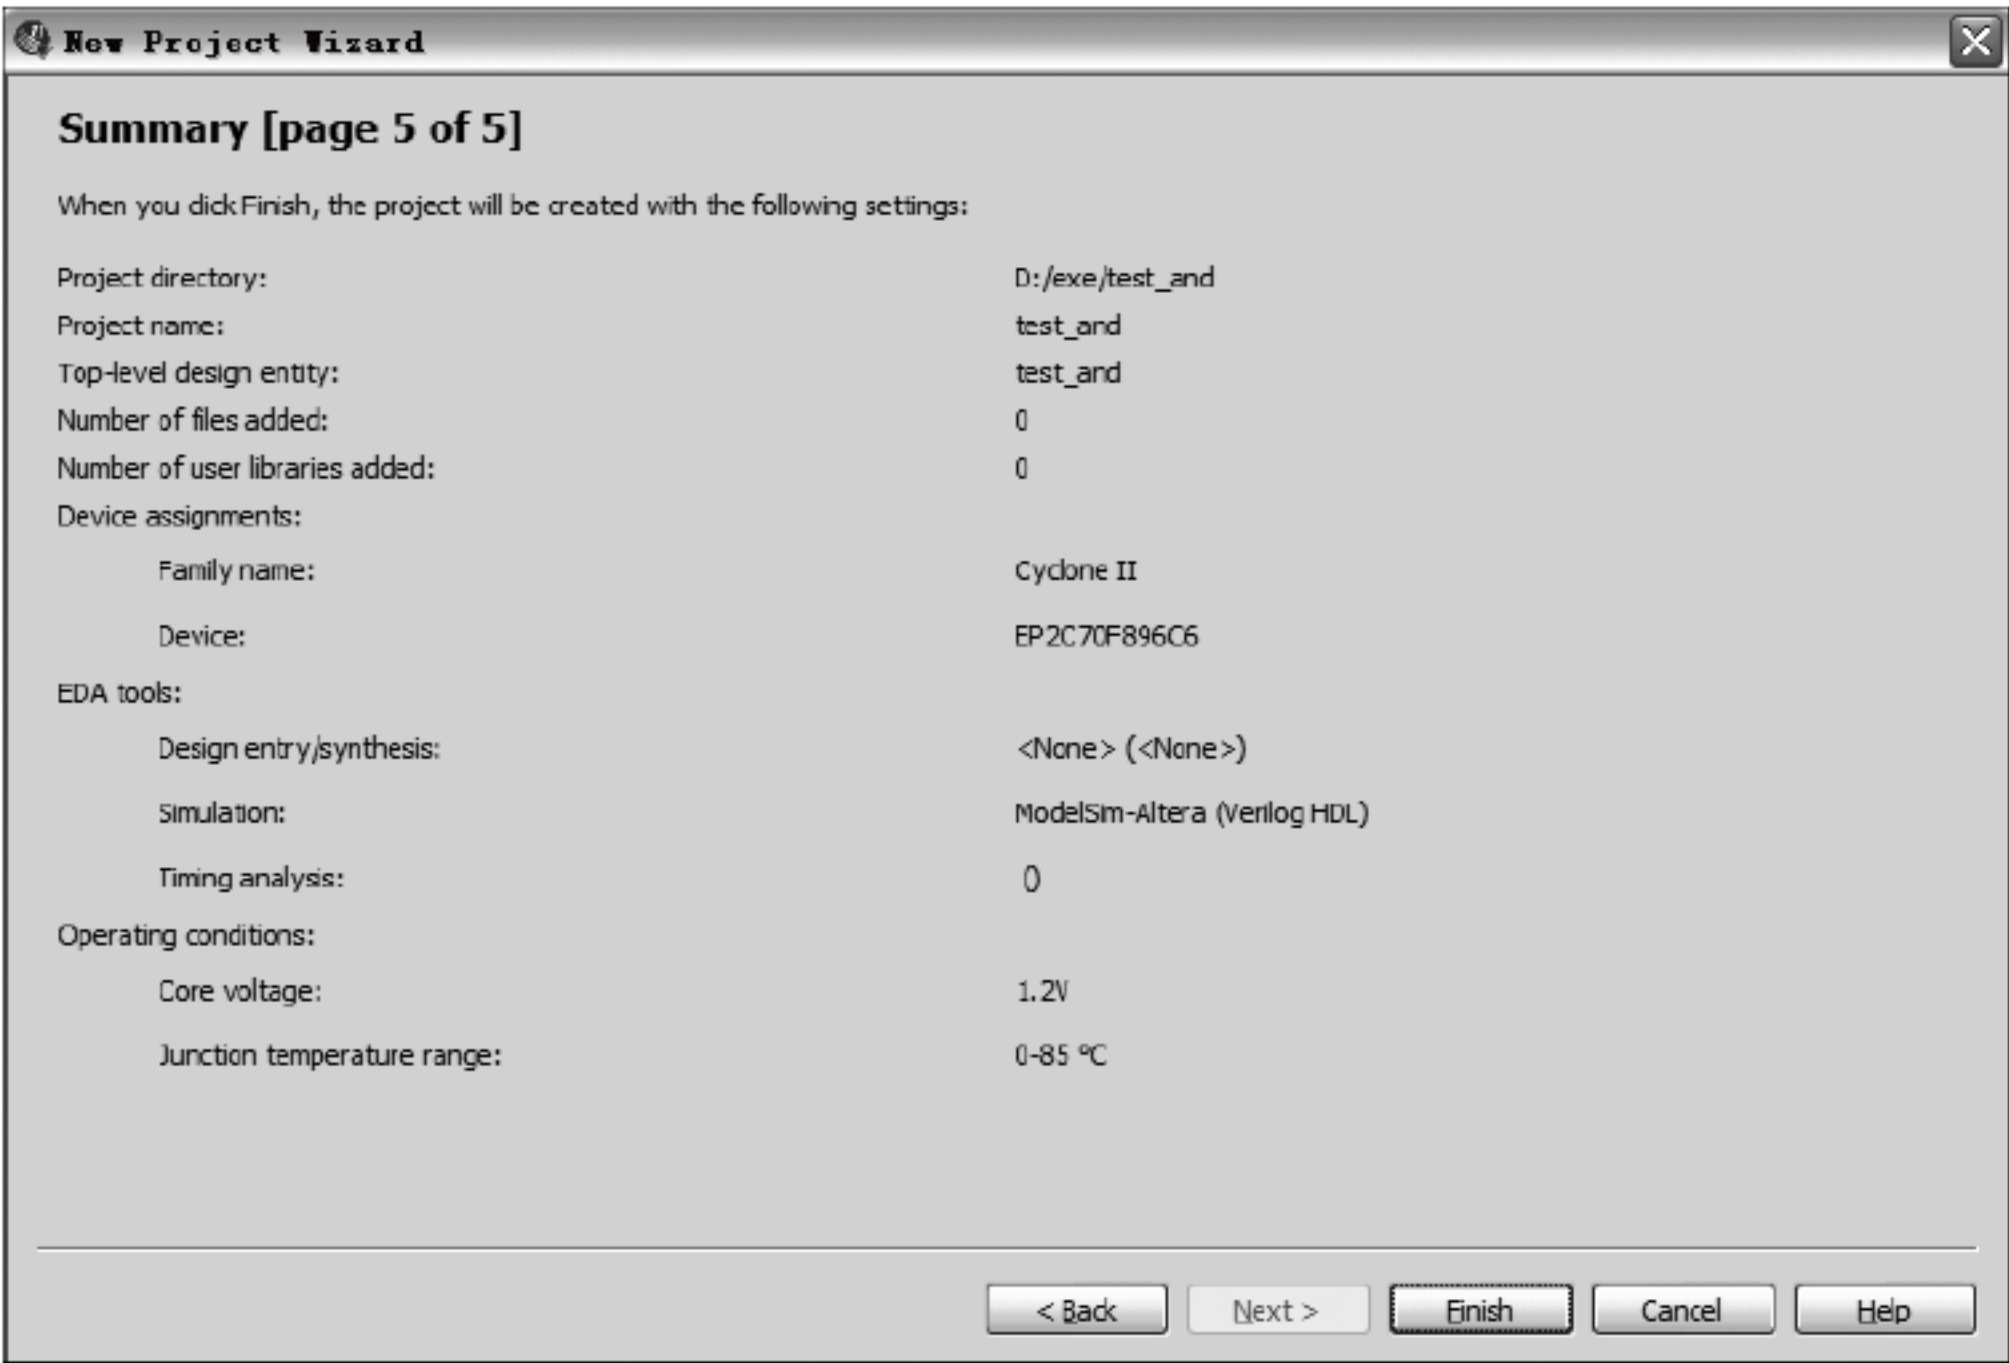 New Project Wizard
Summary [page 5 of 5]
When you click Finish, the project will be created with the following settings:
Project directory: D:/exe/test_and
Project name: test_and
Top-level design entity: test_and
Number of files added: 0
Number of user libraries added: 0
Device assignments:
Family name: Cyclone II
Device: EP2C70F896C6
EDA tools:
Design entry/synthesis: <None> (<None>)
Simulation: ModelSim-Altera (Verilog HDL)
Timing analysis: ()
Operating conditions:
Core voltage: 1.2V
Junction temperature range: 0-85 ºC
< Back Next > Finish Cancel Help